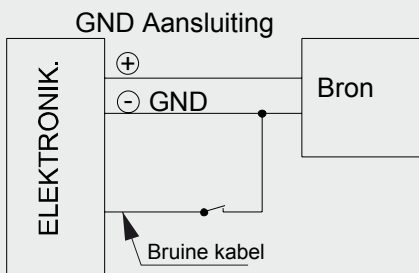 GND Aansluiting
ELEKTRONIK.
+
- GND
Bron
Bruine kabel